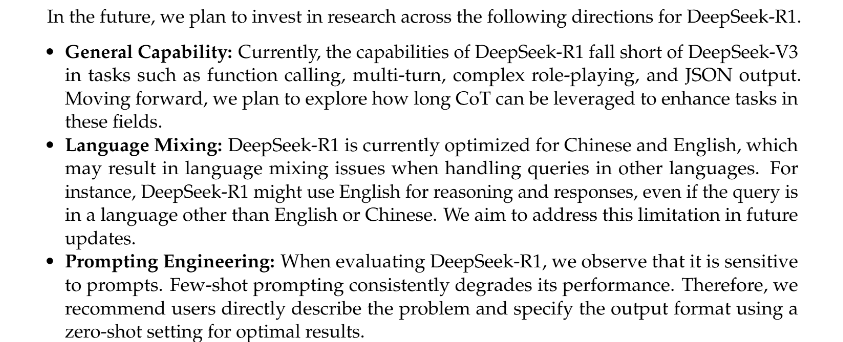 In the future, we plan to invest in research across the following directions for DeepSeek-R1.
• General Capability: Currently, the capabilities of DeepSeek-R1 fall short of DeepSeek-V3
in tasks such as function calling, multi-turn, complex role-playing, and JSON output.
Moving forward, we plan to explore how long CoT can be leveraged to enhance tasks in
these fields.
• Language Mixing: DeepSeek-R1 is currently optimized for Chinese and English, which
may result in language mixing issues when handling queries in other languages. For
instance, DeepSeek-R1 might use English for reasoning and responses, even if the query is
in a language other than English or Chinese. We aim to address this limitation in future
updates.
• Prompting Engineering: When evaluating DeepSeek-R1, we observe that it is sensitive
to prompts. Few-shot prompting consistently degrades its performance. Therefore, we
recommend users directly describe the problem and specify the output format using a
zero-shot setting for optimal results.